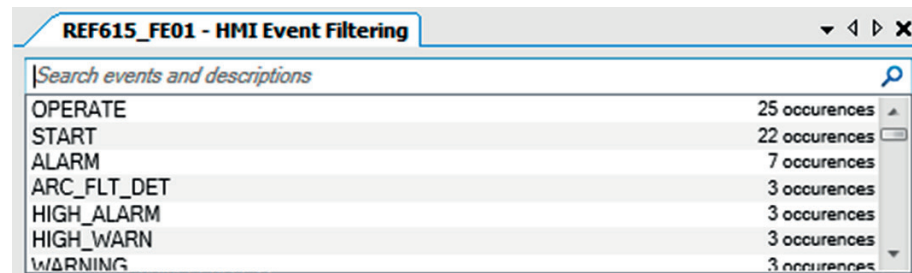 REF615_FE01 - HMI Event Filtering
Search events and descriptions
OPERATE 25 occurences
START 22 occurences
ALARM 7 occurences
ARC_FLT_DET 3 occurences
HIGH_ALARM 3 occurences
HIGH_WARN 3 occurences
WARNING 3 occurences